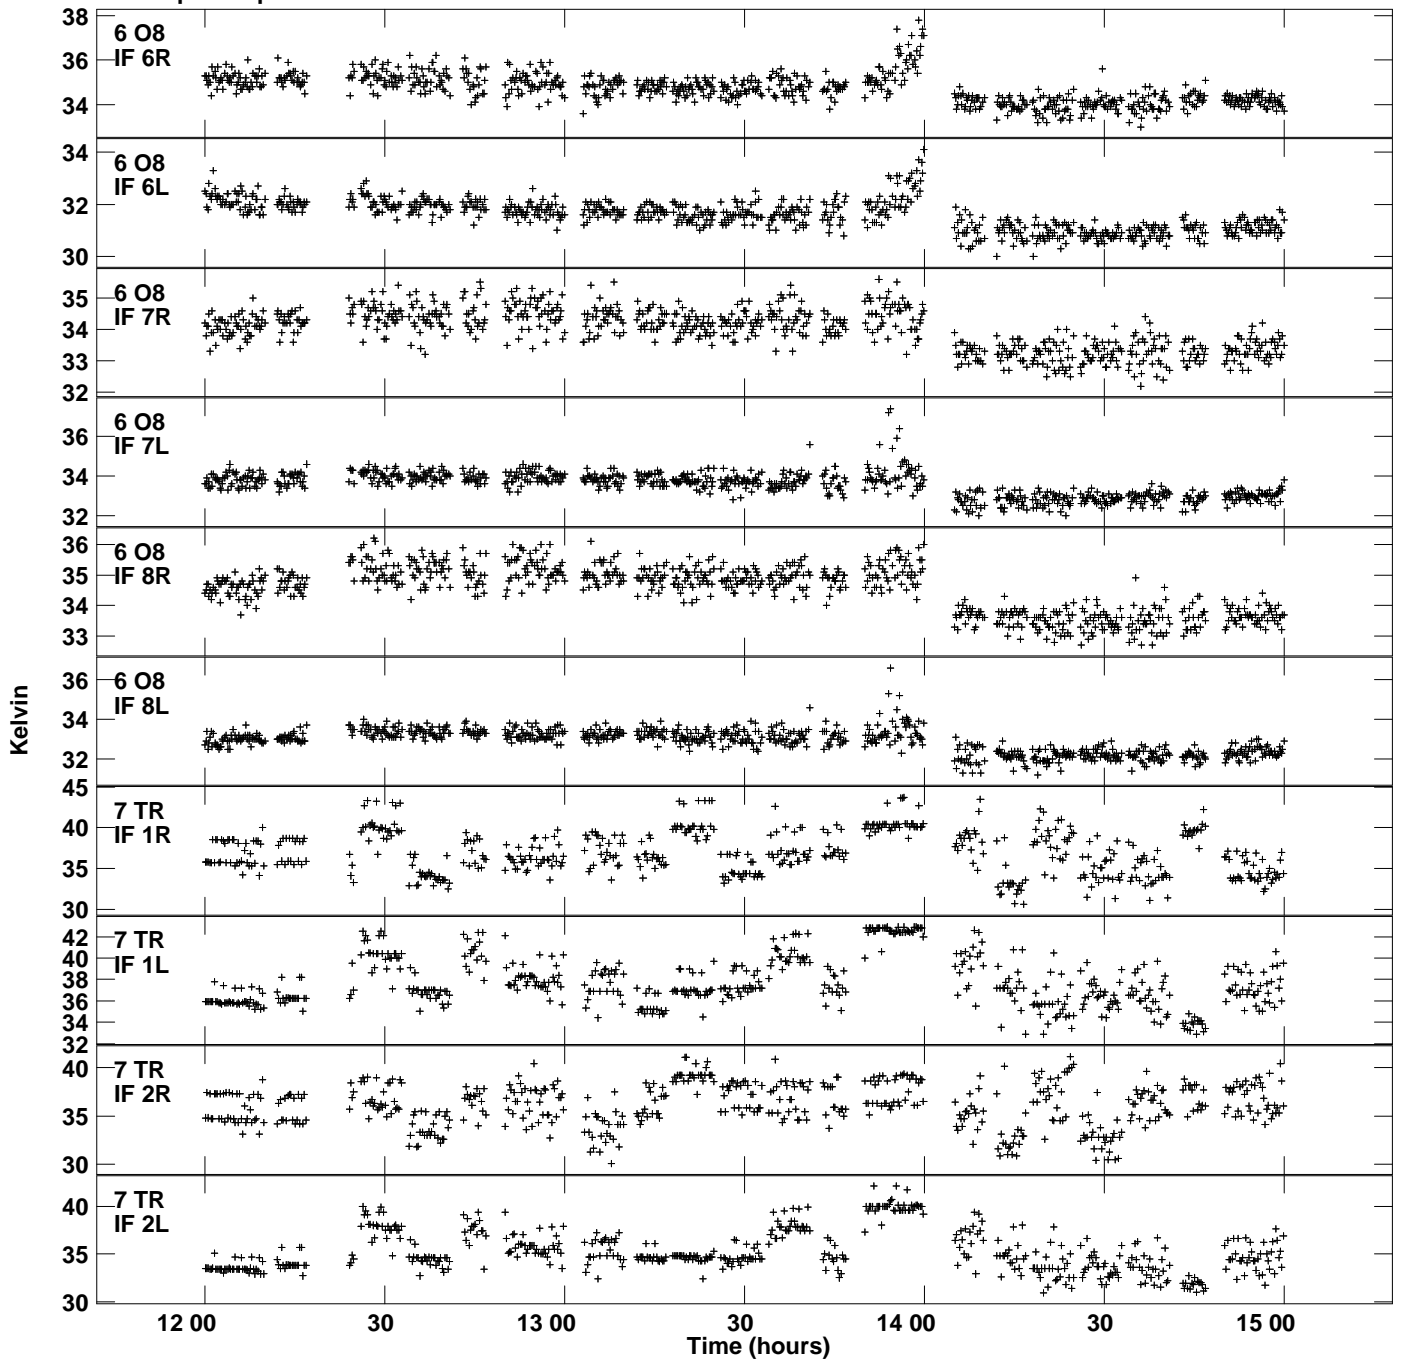 38
36
34
6 O8
IF 6R
34
32
30
6 O8
IF 6L
35
34
33
32
6 O8
IF 7R
36
34
32
6 O8
IF 7L
36
35
34
33
6 O8
IF 8R
36
34
32
6 O8
IF 8L
Kelvin
45
40
35
30
7 TR
IF 1R
42
40
38
36
34
32
7 TR
IF 1L
40
35
30
7 TR
IF 2R
40
35
30
7 TR
IF 2L
12 00 30 13 00 30 14 00 30 15 00
Time (hours)